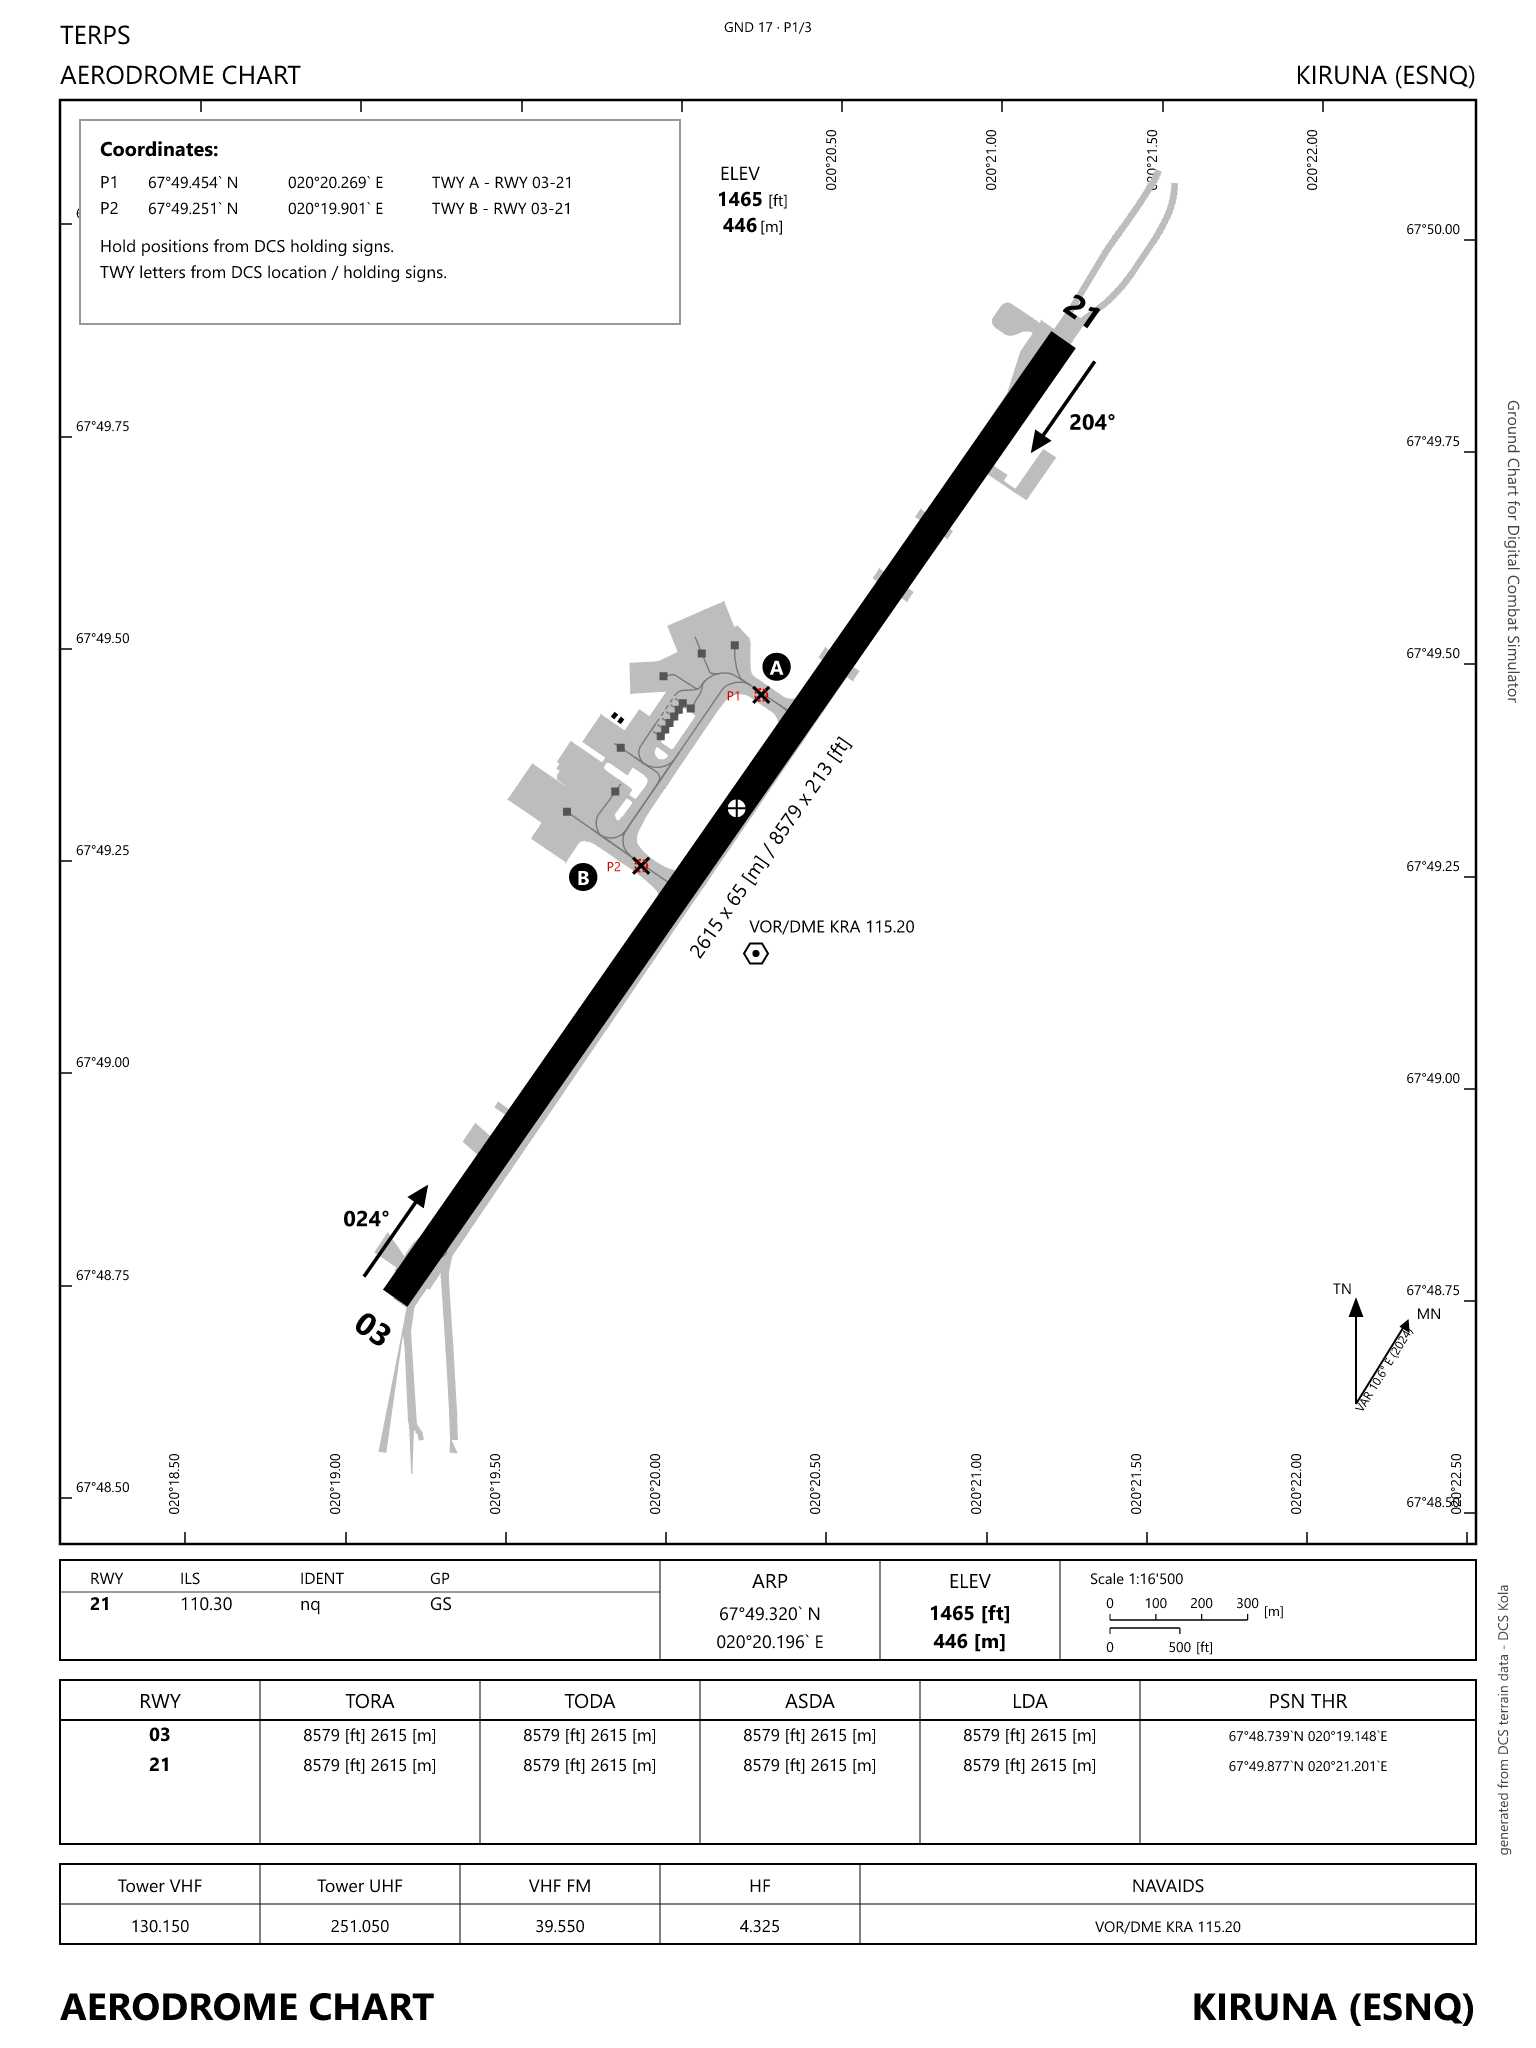 GND 17 · P1/3
TERPS
AERODROME CHART
KIRUNA (ESNQ)
Coordinates:
P1 67°49.454` N 020°20.269` E TWY A - RWY 03-21
P2 67°49.251` N 020°19.901` E TWY B - RWY 03-21
Hold positions from DCS holding signs.
TWY letters from DCS location / holding signs.
ELEV
1465 [ft]
446 [m]
020°20.50
020°21.00
020°21.50
020°22.00
67°50.00
21
204°
67°49.75
67°49.75
67°49.50
67°49.50
A
P1
2615 x 65 [m] / 8579 x 213 [ft]
67°49.25
67°49.25
P2
B
VOR/DME KRA 115.20
67°49.00
67°49.00
024°
67°48.75
67°48.75
03
TN
MN
VAR 10.6° E (2024)
67°48.50
67°48.50
020°18.50
020°19.00
020°19.50
020°20.00
020°20.50
020°21.00
020°21.50
020°22.00
020°22.50
Ground Chart for Digital Combat Simulator
RWY ILS IDENT GP
21 110.30 nq GS
ARP
67°49.320` N
020°20.196` E
ELEV
1465 [ft]
446 [m]
Scale 1:16'500
0 100 200 300 [m]
0 500 [ft]
RWY TORA TODA ASDA LDA PSN THR
03 8579 [ft] 2615 [m] 8579 [ft] 2615 [m] 8579 [ft] 2615 [m] 8579 [ft] 2615 [m] 67°48.739`N 020°19.148`E
21 8579 [ft] 2615 [m] 8579 [ft] 2615 [m] 8579 [ft] 2615 [m] 8579 [ft] 2615 [m] 67°49.877`N 020°21.201`E
generated from DCS terrain data - DCS Kola
Tower VHF Tower UHF VHF FM HF NAVAIDS
130.150 251.050 39.550 4.325 VOR/DME KRA 115.20
AERODROME CHART
KIRUNA (ESNQ)